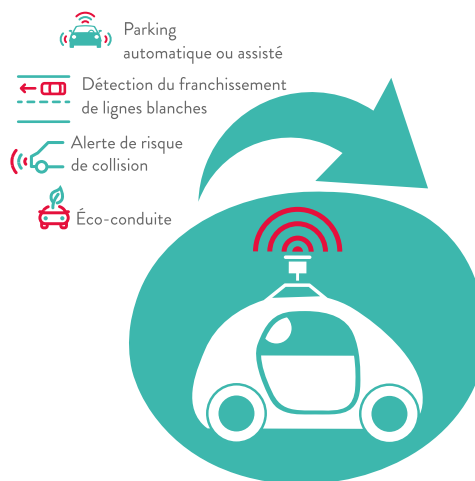 Parking
automatique ou assisté
Détection du franchissement
de lignes blanches
Alerte de risque
de collision
Éco-conduite